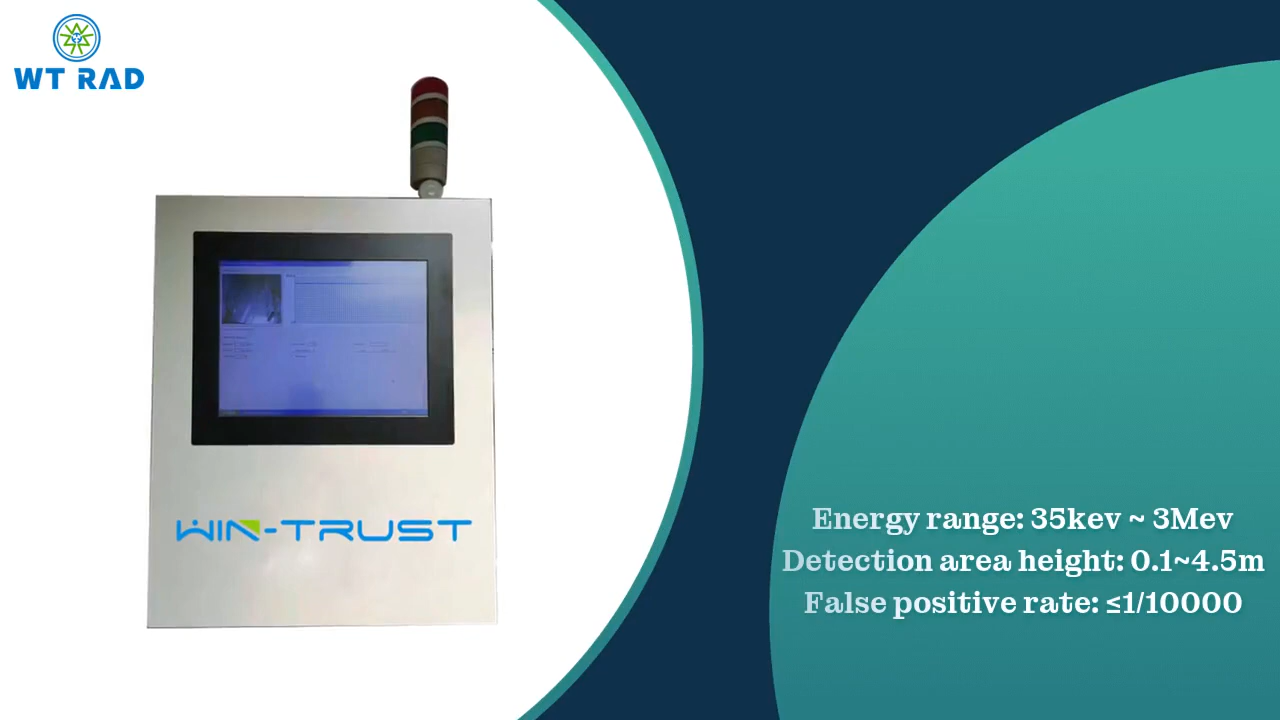 WT RAD
WIN-TRUST
Energy range: 35kev ~ 3Mev
Detection area height: 0.1~4.5m
False positive rate: ≤1/10000